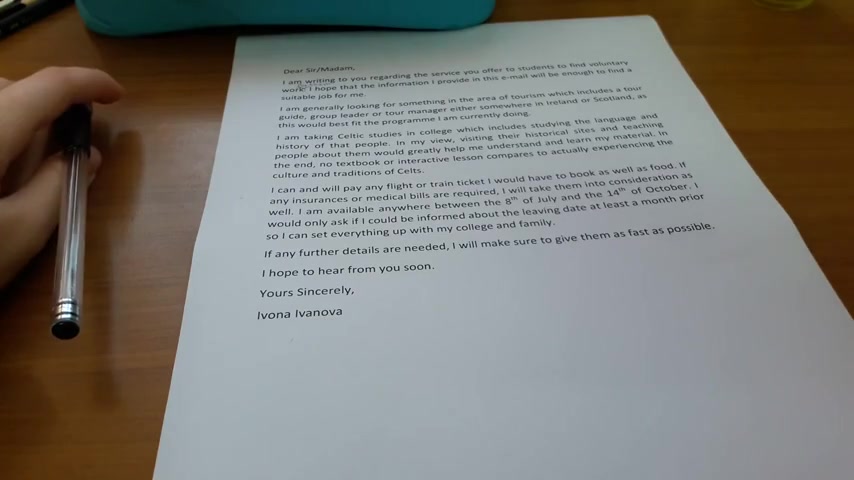 Dear Sir/Madam,
I am writing to you regarding the service you offer to students to find voluntary
work. I hope that the information I provide in this e-mail will be enough to find a
suitable job for me.
I am generally looking for something in the area of tourism which includes a tour
guide, group leader or tour manager either somewhere in Ireland or Scotland, as
this would best fit the programme I am currently doing.
I am taking Celtic studies in college which includes studying the language and
history of that people. In my view, visiting their historical sites and teaching
people about them would greatly help me understand and learn my material. In
the end, no textbook or interactive lesson compares to actually experiencing the
culture and traditions of Celts.
I can and will pay any flight or train ticket I would have to book as well as food. If
any insurances or medical bills are required, I will take them into consideration as
well. I am available anywhere between the 8th of July and the 14th of October. I
would only ask if I could be informed about the leaving date at least a month prior
so I can set everything up with my college and family.
If any further details are needed, I will make sure to give them as fast as possible.
I hope to hear from you soon.
Yours Sincerely,
Ivona Ivanova